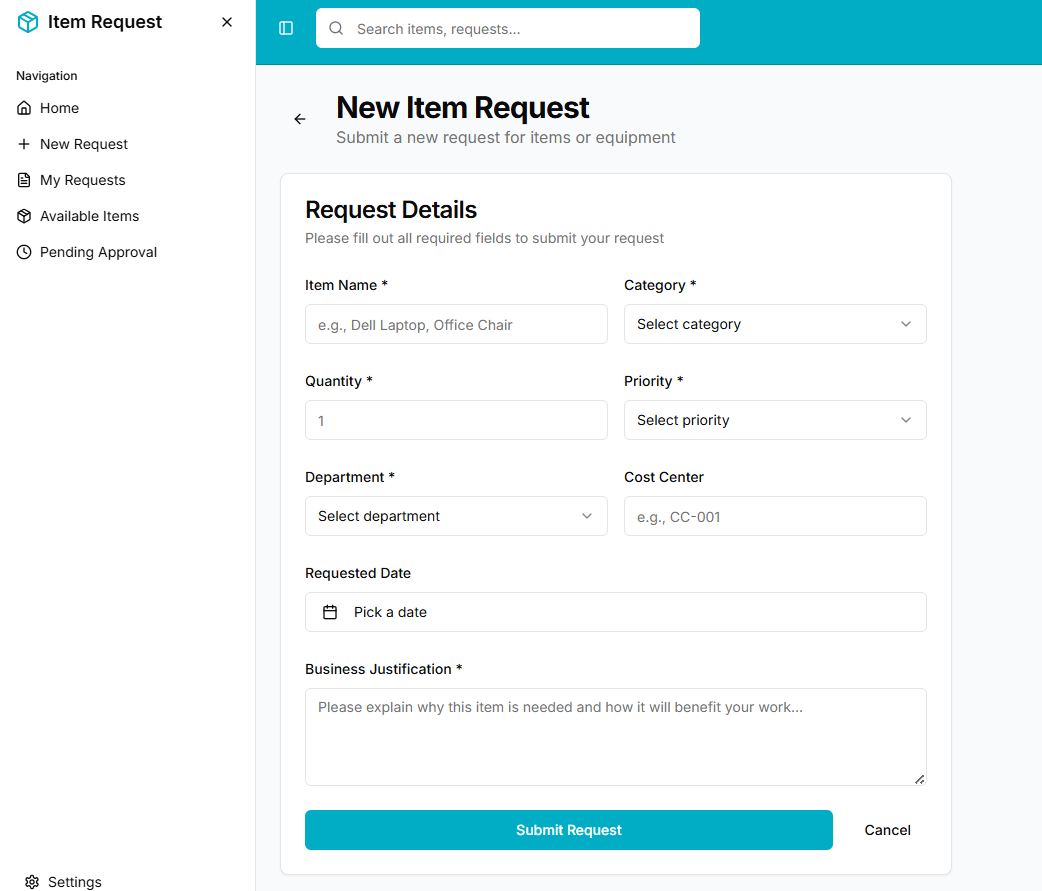 Item Request
Navigation
Home
New Request
My Requests
Available Items
Pending Approval
Settings
Search items, requests...
New Item Request
Submit a new request for items or equipment
Request Details
Please fill out all required fields to submit your request
Item Name *
e.g., Dell Laptop, Office Chair
Category *
Select category
Quantity *
1
Priority *
Select priority
Department *
Select department
Cost Center
e.g., CC-001
Requested Date
Pick a date
Business Justification *
Please explain why this item is needed and how it will benefit your work...
Submit Request
Cancel